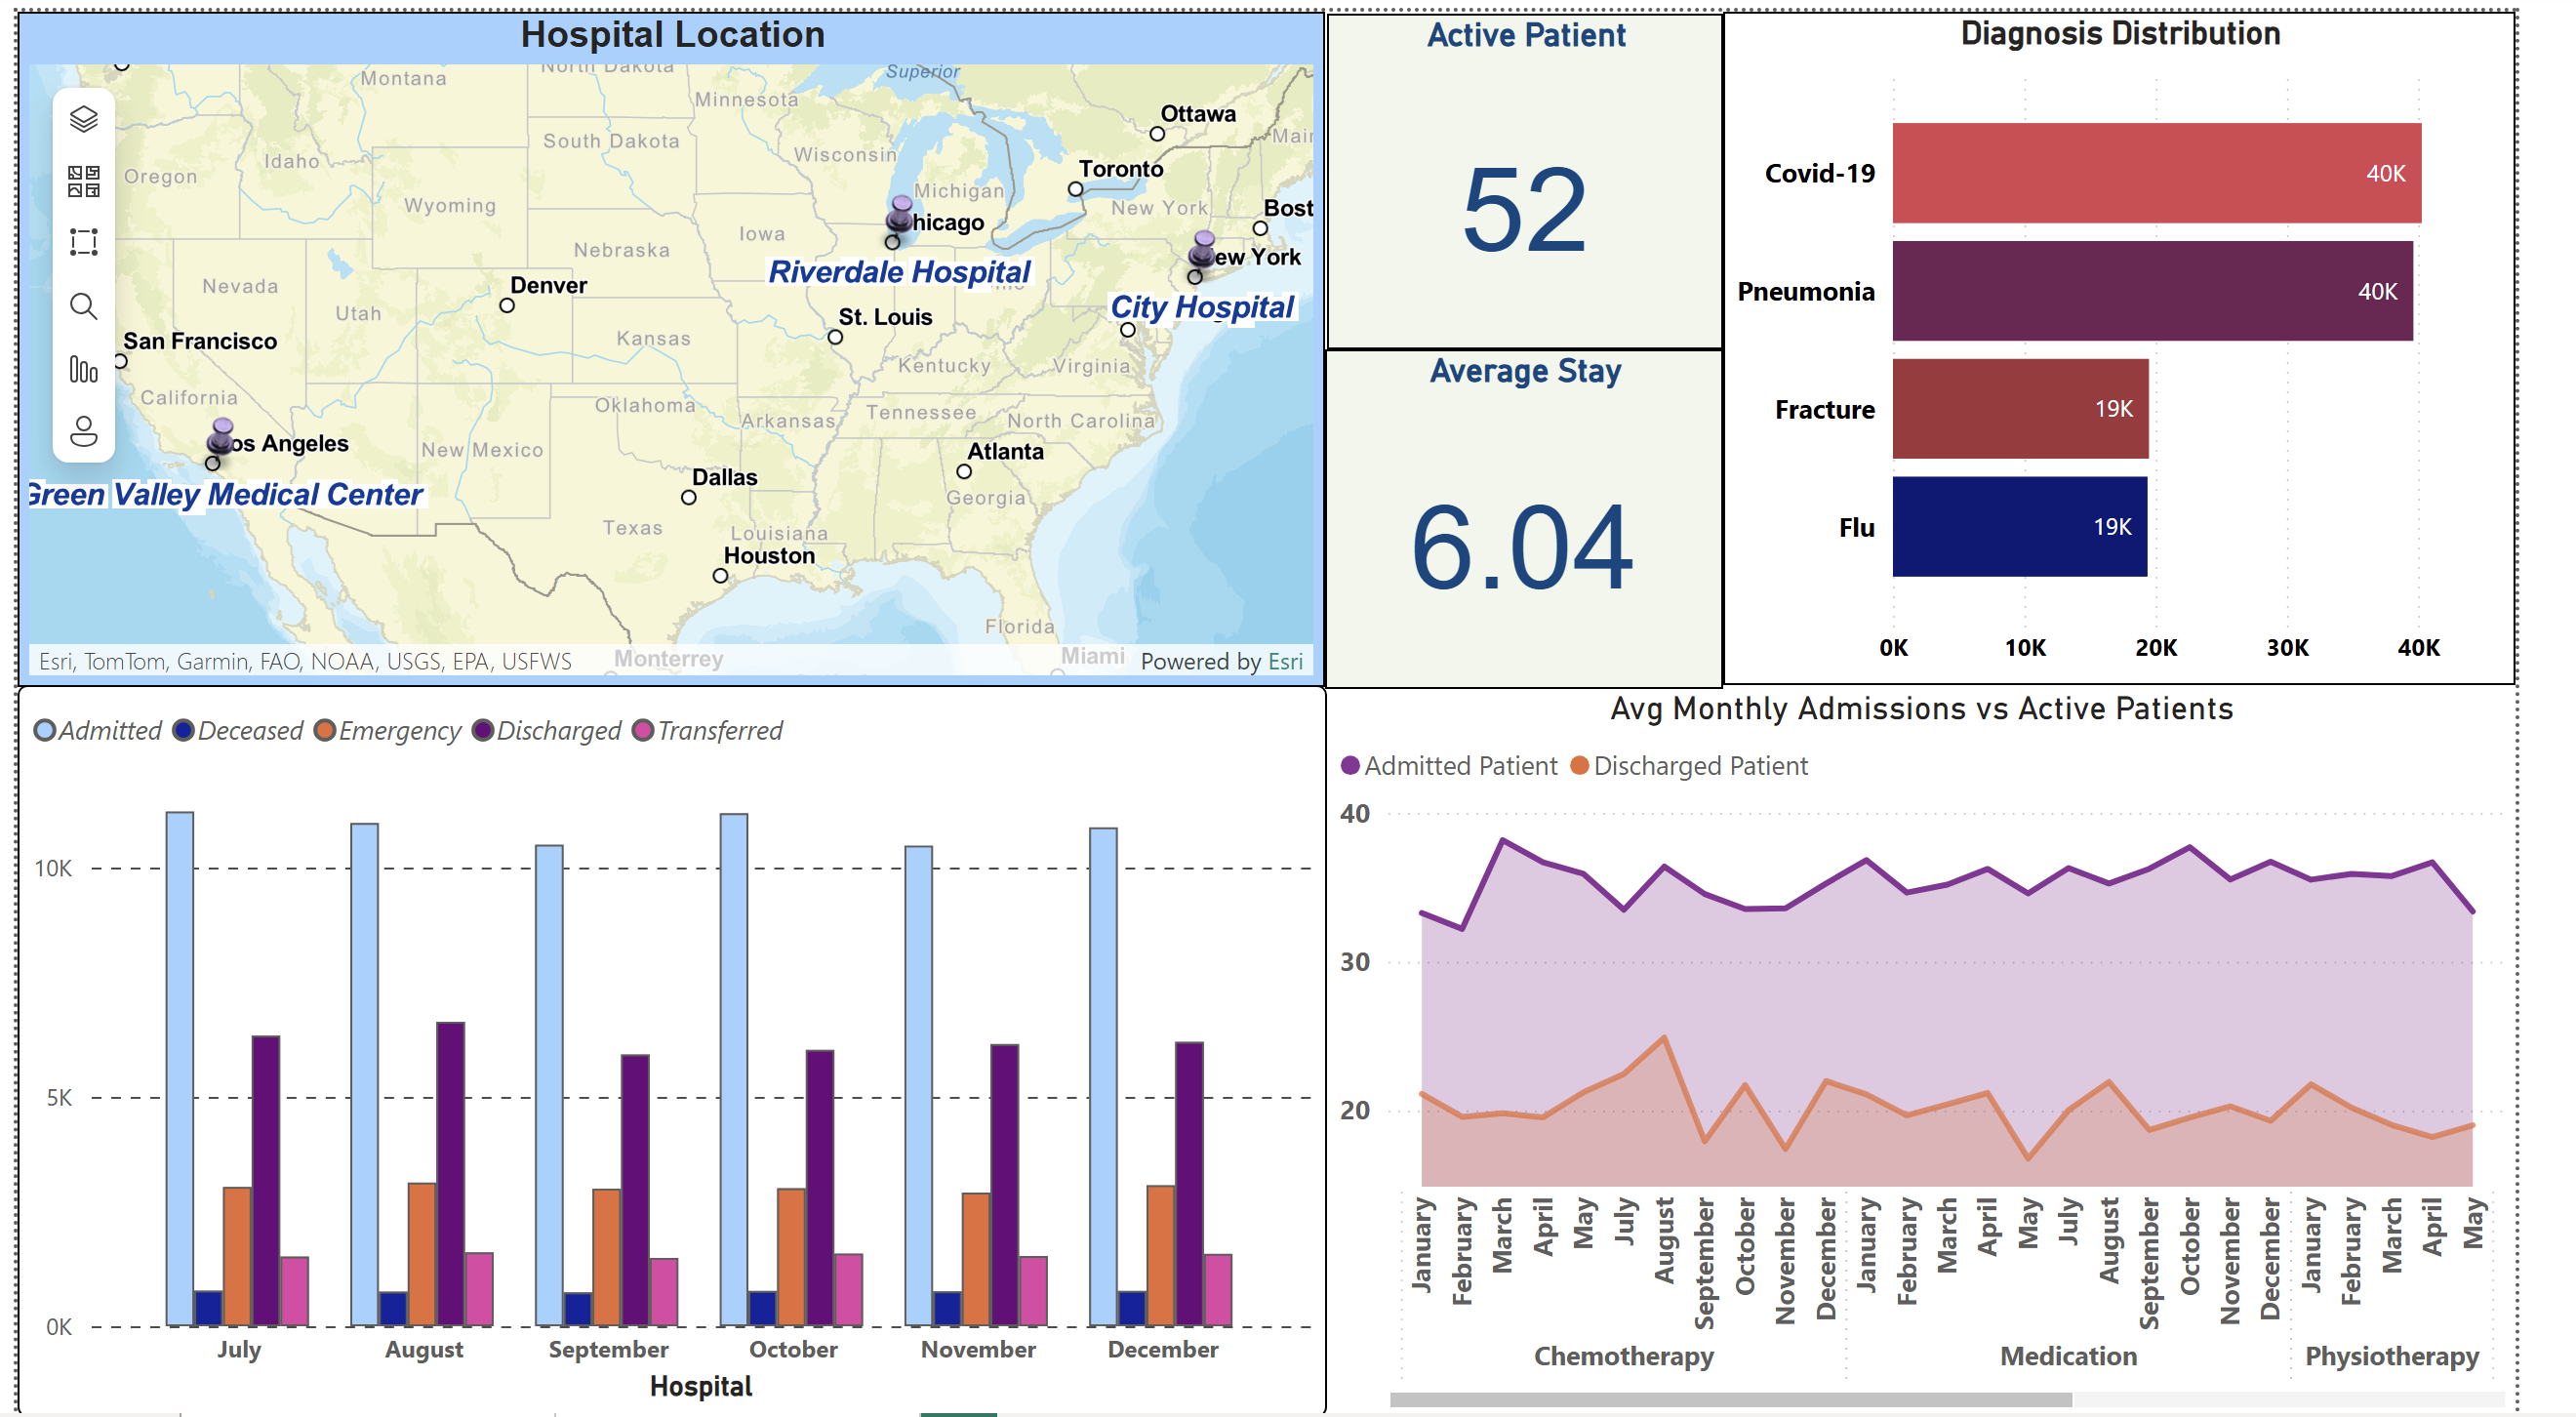 Hospital Location
Montana
North Dakota
Superior
Minnesota
Ottawa
South Dakota
Wisconsin
Idaho
Oregon
Toronto
Michigan
Wyoming
New York
Bost
hicago
Iowa
Nebraska
ew York
Riverdale Hospital
Nevada
Denver
City Hospital
Utah
St. Louis
San Francisco
Kansas
Kentucky
Virginia
California
Oklahoma
Arkansas
Tennessee
North Carolina
os Angeles
New Mexico
Atlanta
Dallas
Green Valley Medical Center
Georgia
Texas
Louisiana
Houston
Florida
Monterrey
Miami
Esri, TomTom, Garmin, FAO, NOAA, USGS, EPA, USFWS
Powered by Esri
Active Patient
52
Average Stay
6.04
Diagnosis Distribution
Covid-19
40K
Pneumonia
40K
Fracture
19K
Flu
19K
0K 10K 20K 30K 40K
Admitted Deceased Emergency Discharged Transferred
10K
5K
0K
July August September October November December
Hospital
Avg Monthly Admissions vs Active Patients
Admitted Patient Discharged Patient
40
30
20
January February March April May July August September October November December January February March April May July August September October November December January February March April May
Chemotherapy Medication Physiotherapy